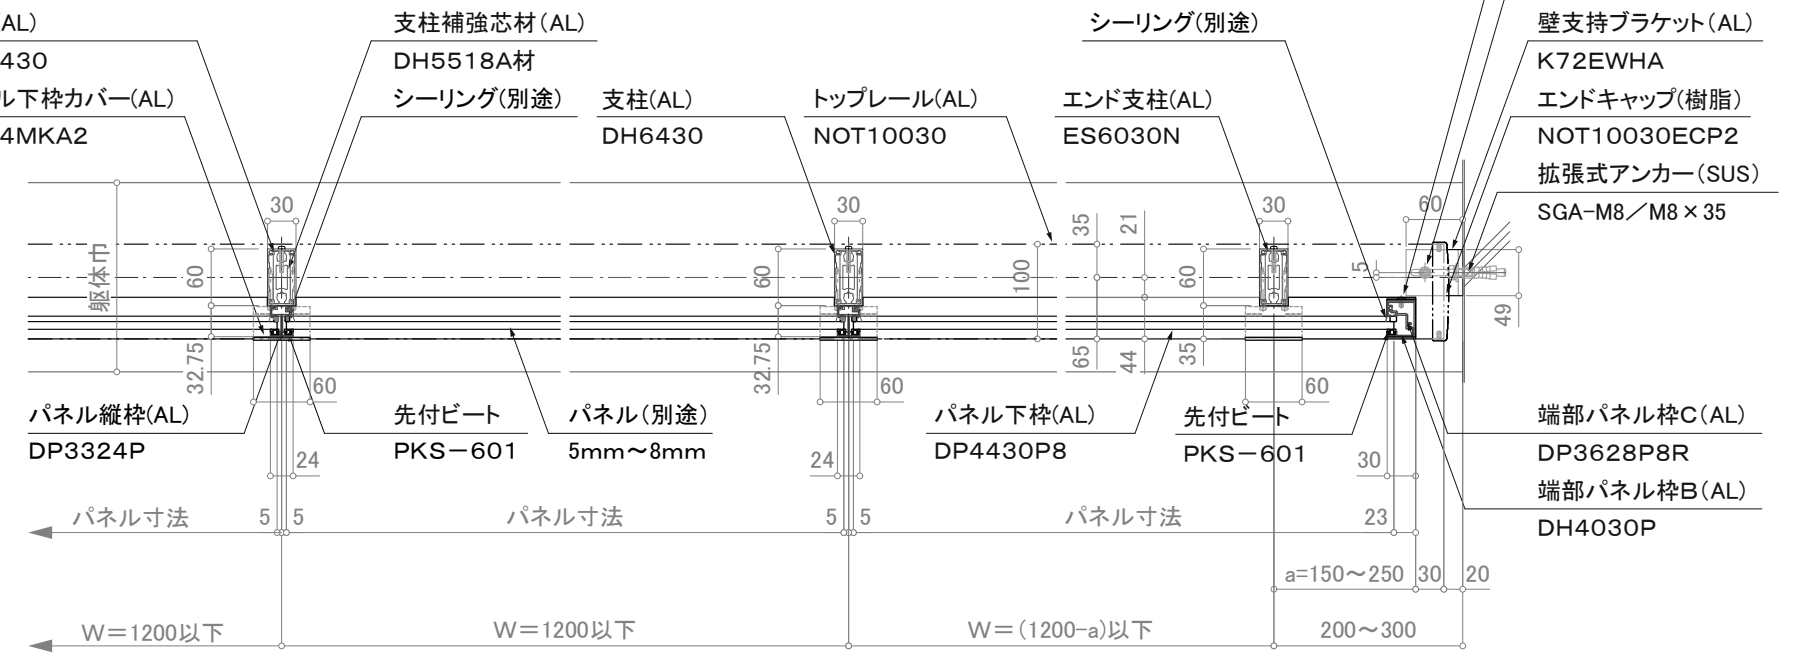 AL)
430
ル下枠カバー(AL)
4MKA2
支柱補強芯材(AL)
DH5518A材
シーリング(別途)
支柱(AL)
DH6430
トップレール(AL)
NOT10030
シーリング(別途)
エンド支柱(AL)
ES6030N
壁支持ブラケット(AL)
K72EWHA
エンドキャップ(樹脂)
NOT10030ECP2
拡張式アンカー(SUS)
SGA-M8／M8×35
躯体巾
30
60
32.75
60
30
60
32.75
60
100
35
65
21
44
30
60
35
60
5
60
49
パネル縦枠(AL)
DP3324P
先付ビート
PKS－601
パネル(別途)
5mm～8mm
パネル下枠(AL)
DP4430P8
先付ビート
PKS－601
端部パネル枠C(AL)
DP3628P8R
端部パネル枠B(AL)
DH4030P
24
24
30
パネル寸法
5
5
パネル寸法
5
5
パネル寸法
23
a=150～250
30
20
W＝1200以下
W＝1200以下
W＝(1200-a)以下
200～300